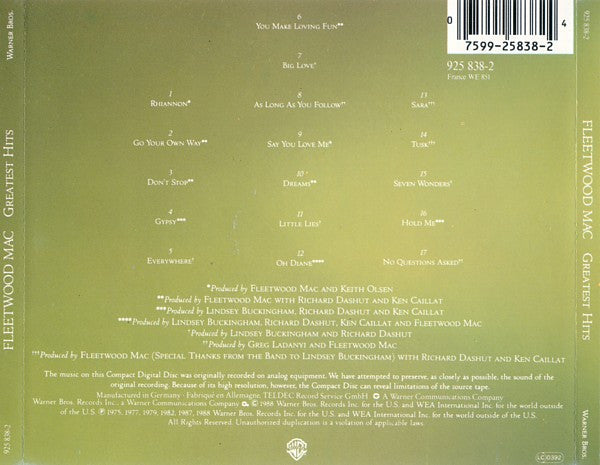 WARNER BROS.
FLEETWOOD MAC GREATEST HITS
925 838-2
6
YOU MAKE LOVING FUN**
7
BIG LOVE°
1
RHIANNON*
8
AS LONG AS YOU FOLLOW°°
13
SARA†††
2
GO YOUR OWN WAY**
9
SAY YOU LOVE ME*
14
TUSK†††
3
DON'T STOP**
10
DREAMS**
15
SEVEN WONDERS°
4
GYPSY***
11
LITTLE LIES°
16
HOLD ME***
5
EVERYWHERE°
12
OH DIANE****
17
NO QUESTIONS ASKED††
0 4
7599-25838-2
925 838-2
France WE 851
*Produced by FLEETWOOD MAC AND KEITH OLSEN
**Produced by FLEETWOOD MAC WITH RICHARD DASHUT AND KEN CAILLAT
***Produced by LINDSEY BUCKINGHAM, RICHARD DASHUT AND KEN CAILLAT
****Produced by LINDSEY BUCKINGHAM, RICHARD DASHUT, KEN CAILLAT AND FLEETWOOD MAC
°Produced by LINDSEY BUCKINGHAM AND RICHARD DASHUT
††Produced by GREG LADANYI AND FLEETWOOD MAC
†††Produced by FLEETWOOD MAC (SPECIAL THANKS FROM THE BAND TO LINDSEY BUCKINGHAM) WITH RICHARD DASHUT AND KEN CAILLAT
The music on this Compact Digital Disc was originally recorded on analog equipment. We have attempted to preserve, as closely as possible, the sound of the
original recording. Because of its high resolution, however, the Compact Disc can reveal limitations of the source tape.
Manufactured in Germany · Fabriqué en Allemagne, TELDEC Record Service GmbH A Warner Communications Company
Warner Bros. Records Inc., a Warner Communications Company © 1988 Warner Bros. Records Inc. for the U.S. and WEA International Inc. for the world outside
of the U.S. ℗ 1975, 1977, 1979, 1982, 1987, 1988 Warner Bros. Records Inc. for the U.S. and WEA International Inc. for the world outside of the U.S.
All Rights Reserved. Unauthorized duplication is a violation of applicable laws.
LC 0392
925 838-2
FLEETWOOD MAC GREATEST HITS
WARNER BROS.